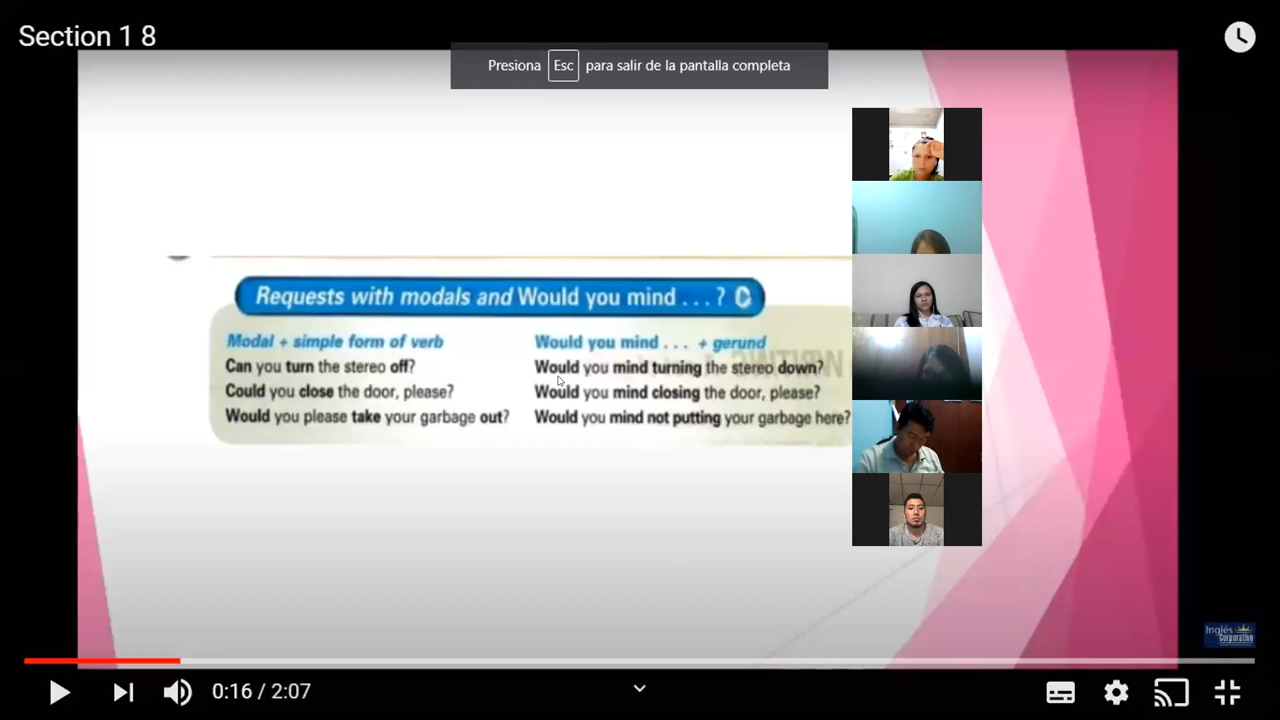 Section 1 8
Presiona Esc para salir de la pantalla completa
Requests with modals and Would you mind . . . ?
Modal + simple form of verb
Can you turn the stereo off?
Could you close the door, please?
Would you please take your garbage out?
Would you mind . . . + gerund
Would you mind turning the stereo down?
Would you mind closing the door, please?
Would you mind not putting your garbage here?
Inglés
Corporativo
0:16 / 2:07